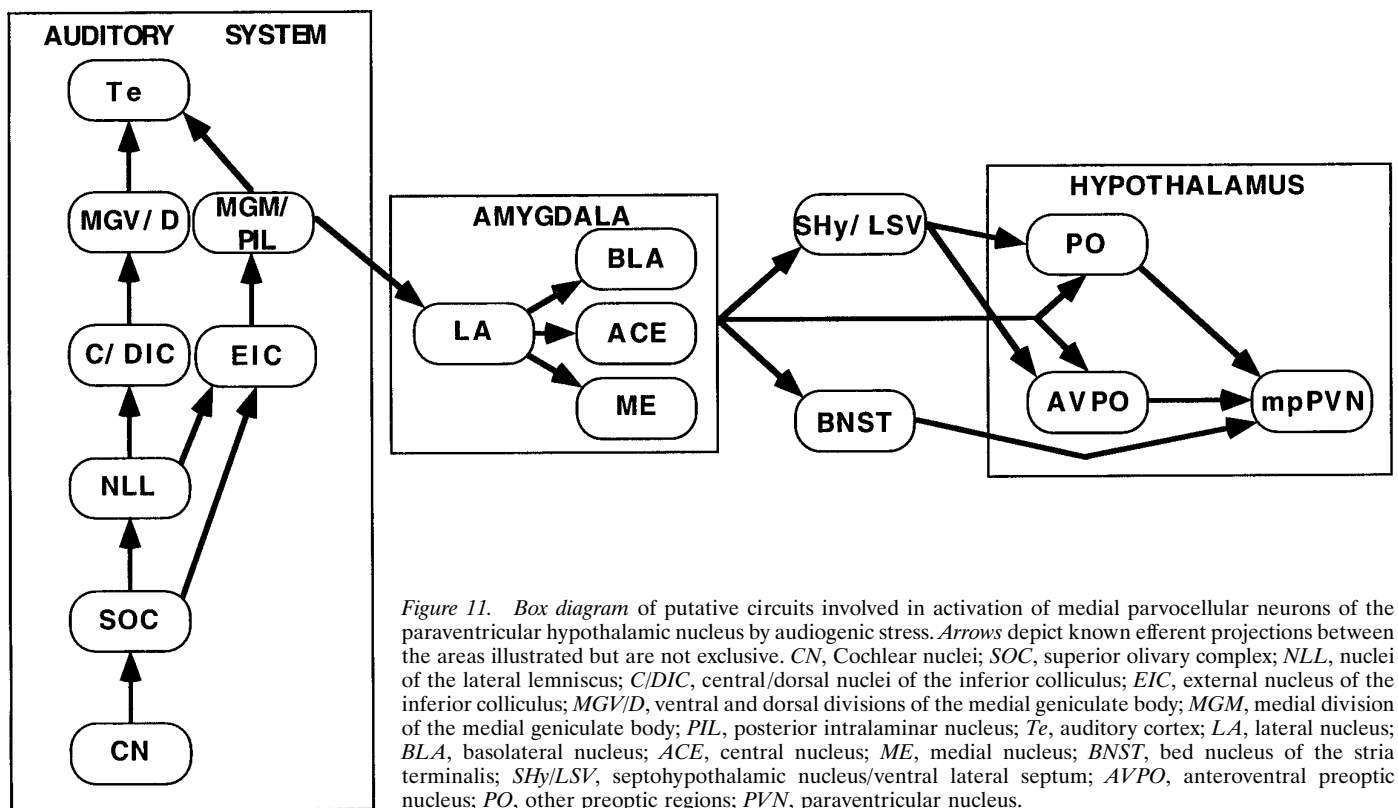 AUDITORY SYSTEM
Te
MGV/ D
MGM/
PIL
C/ DIC
EIC
NLL
SOC
CN
AMYGDALA
LA
BLA
ACE
ME
SHy/ LSV
BNST
HYPOTHALAMUS
PO
AVPO
mpPVN
Figure 11. Box diagram of putative circuits involved in activation of medial parvocellular neurons of the
paraventricular hypothalamic nucleus by audiogenic stress. Arrows depict known efferent projections between
the areas illustrated but are not exclusive. CN, Cochlear nuclei; SOC, superior olivary complex; NLL, nuclei
of the lateral lemniscus; C/DIC, central/dorsal nuclei of the inferior colliculus; EIC, external nucleus of the
inferior colliculus; MGV/D, ventral and dorsal divisions of the medial geniculate body; MGM, medial division
of the medial geniculate body; PIL, posterior intralaminar nucleus; Te, auditory cortex; LA, lateral nucleus;
BLA, basolateral nucleus; ACE, central nucleus; ME, medial nucleus; BNST, bed nucleus of the stria
terminalis; SHy/LSV, septohypothalamic nucleus/ventral lateral septum; AVPO, anteroventral preoptic
nucleus; PO, other preoptic regions; PVN, paraventricular nucleus.